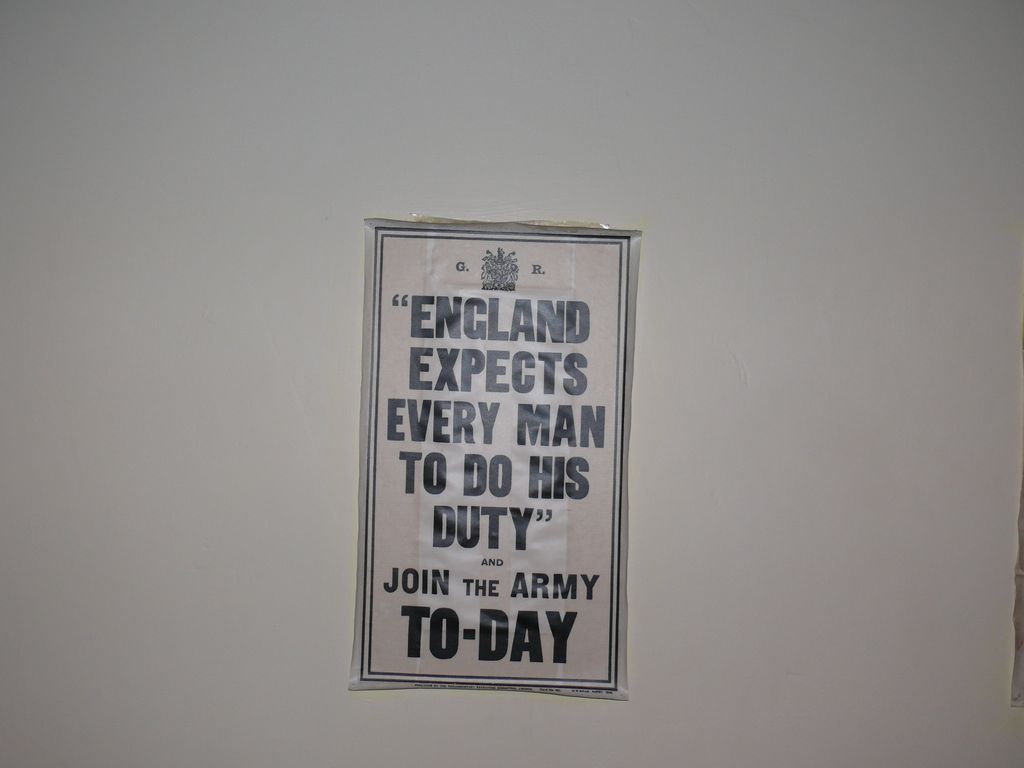 G. R.
“ENGLAND
EXPECTS
EVERY MAN
TO DO HIS
DUTY”
AND
JOIN THE ARMY
TO-DAY